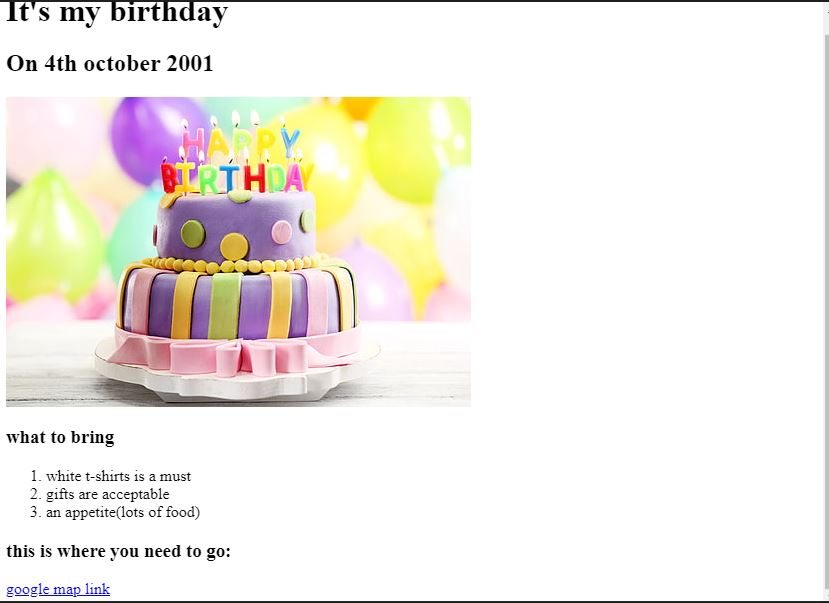 It's my birthday
On 4th october 2001
HAPPY
BIRTHDAY
what to bring
1. white t-shirts is a must
2. gifts are acceptable
3. an appetite(lots of food)
this is where you need to go:
google map link